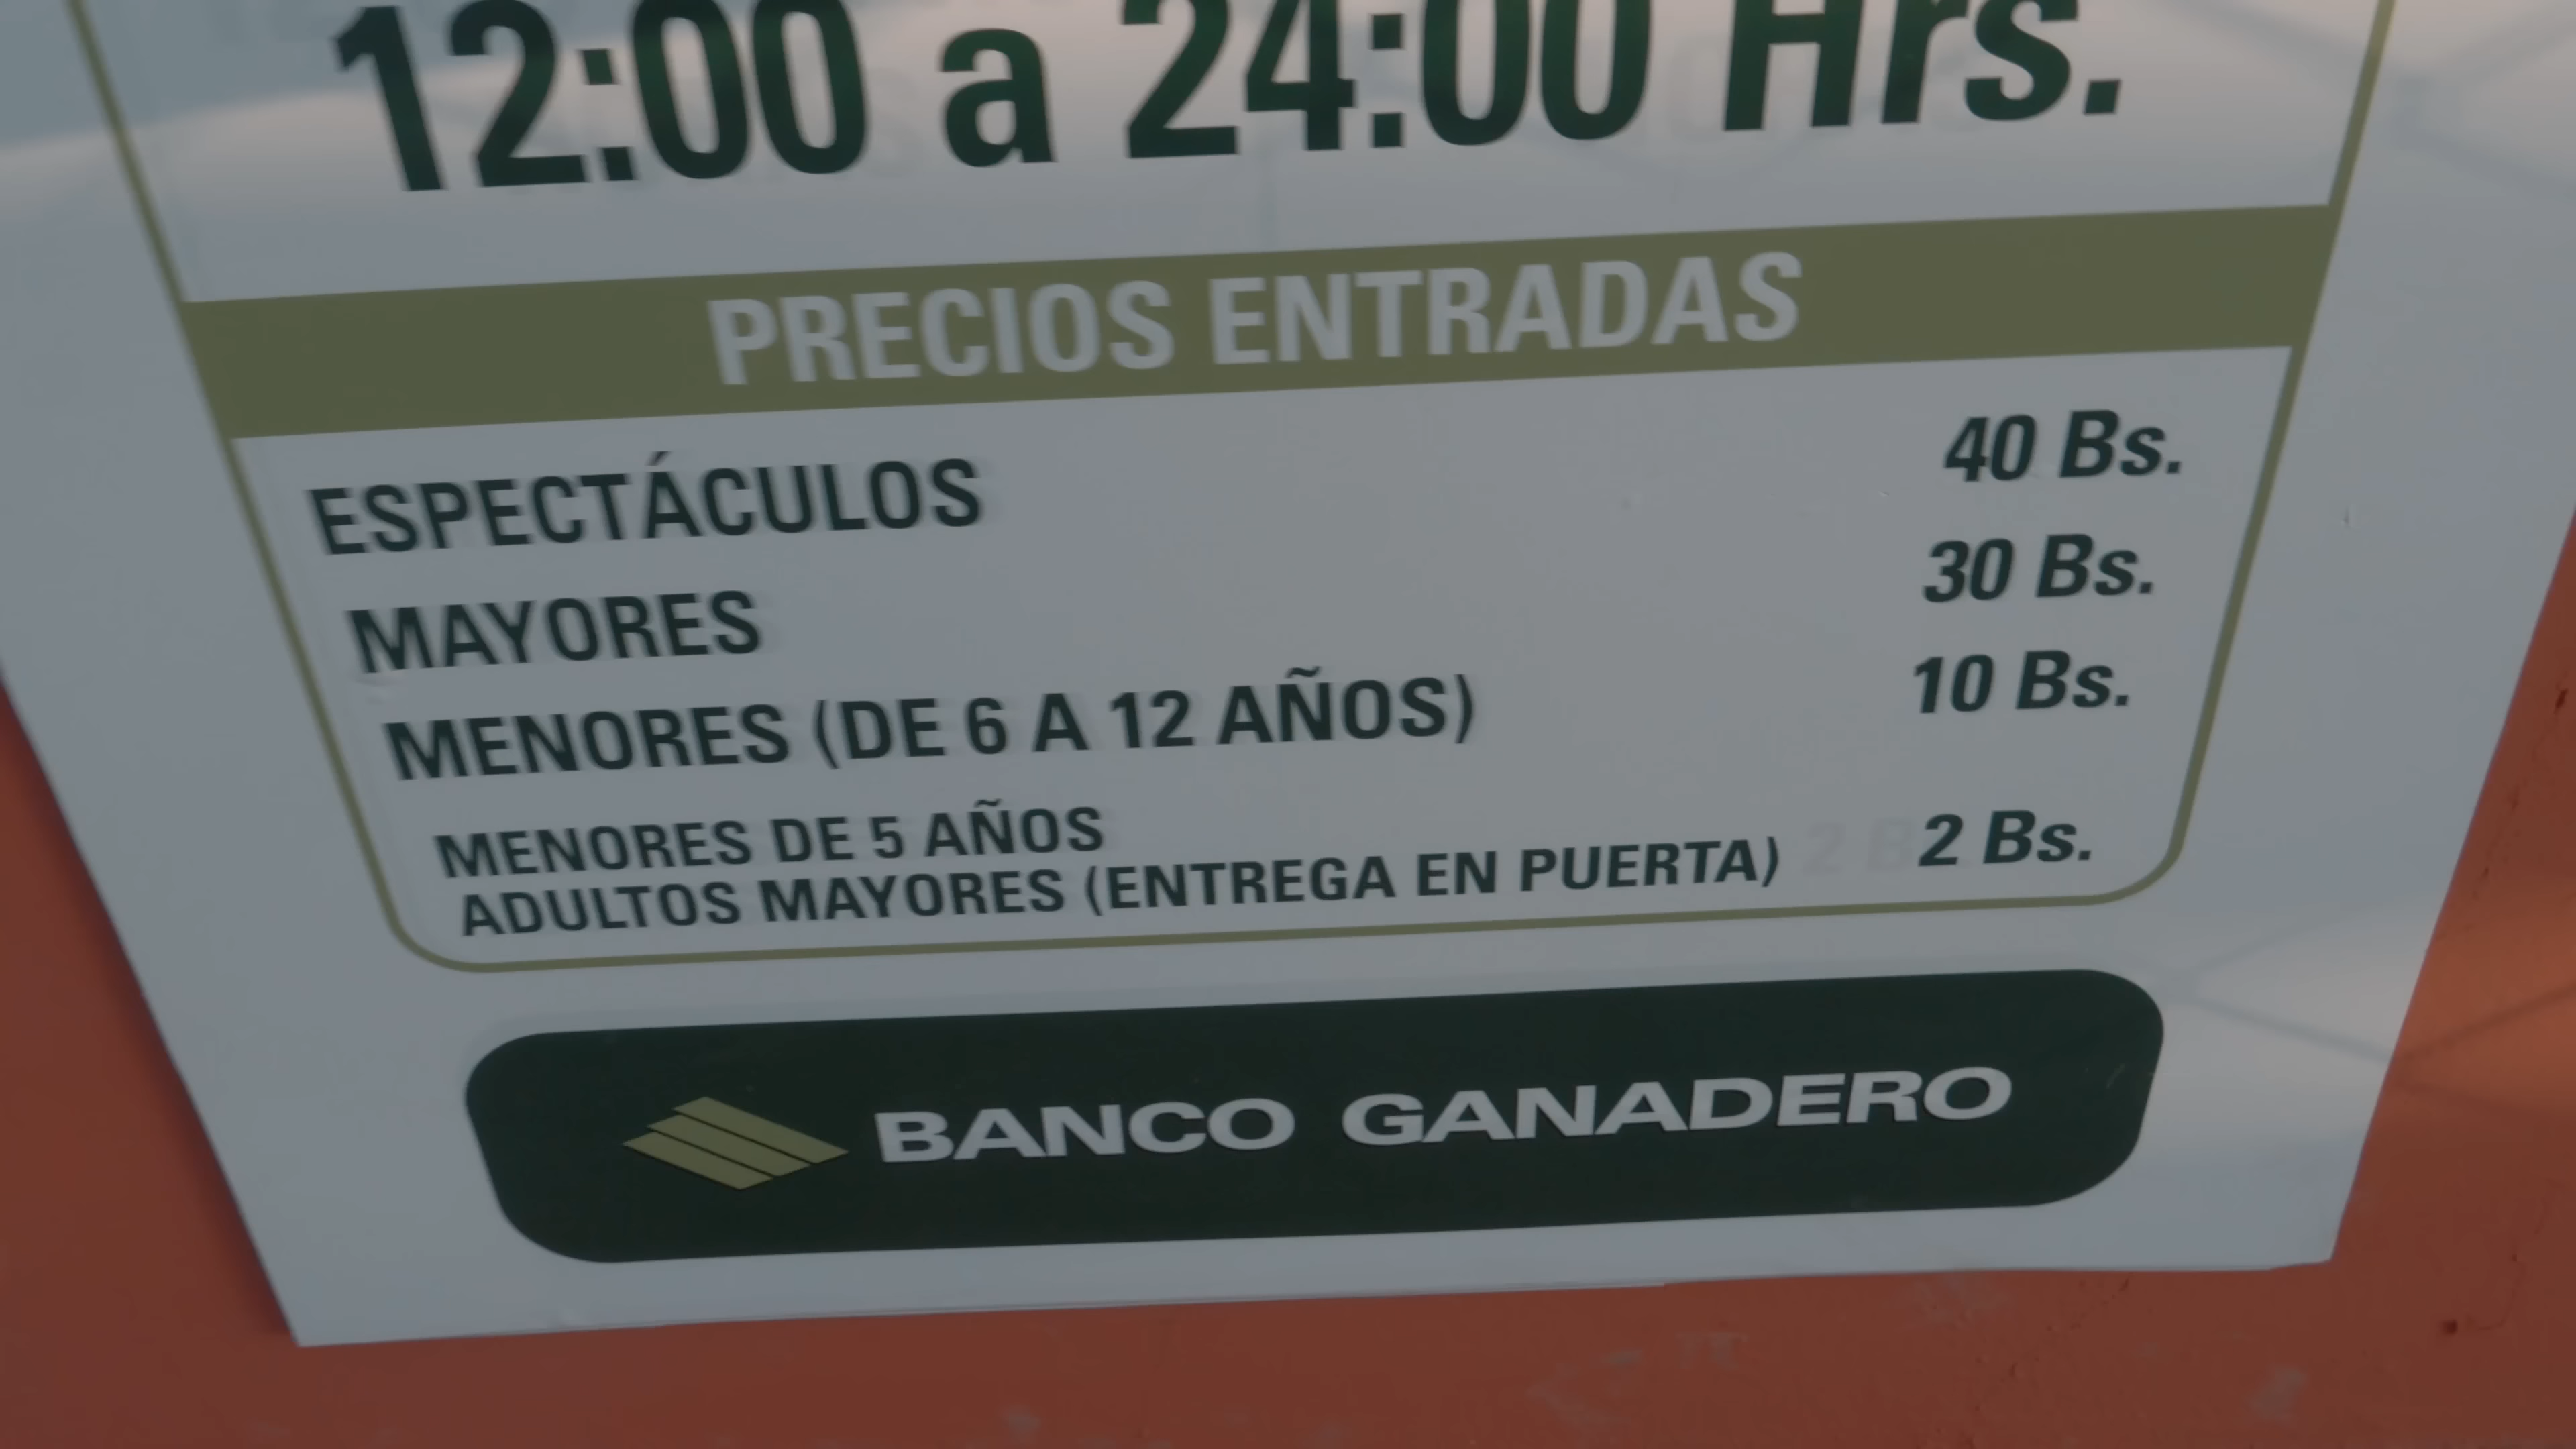 12:00 a 24:00 Hrs.
PRECIOS ENTRADAS
ESPECTÁCULOS 40 Bs.
MAYORES 30 Bs.
MENORES (DE 6 A 12 AÑOS) 10 Bs.
MENORES DE 5 AÑOS
ADULTOS MAYORES (ENTREGA EN PUERTA) 2 Bs.
BANCO GANADERO